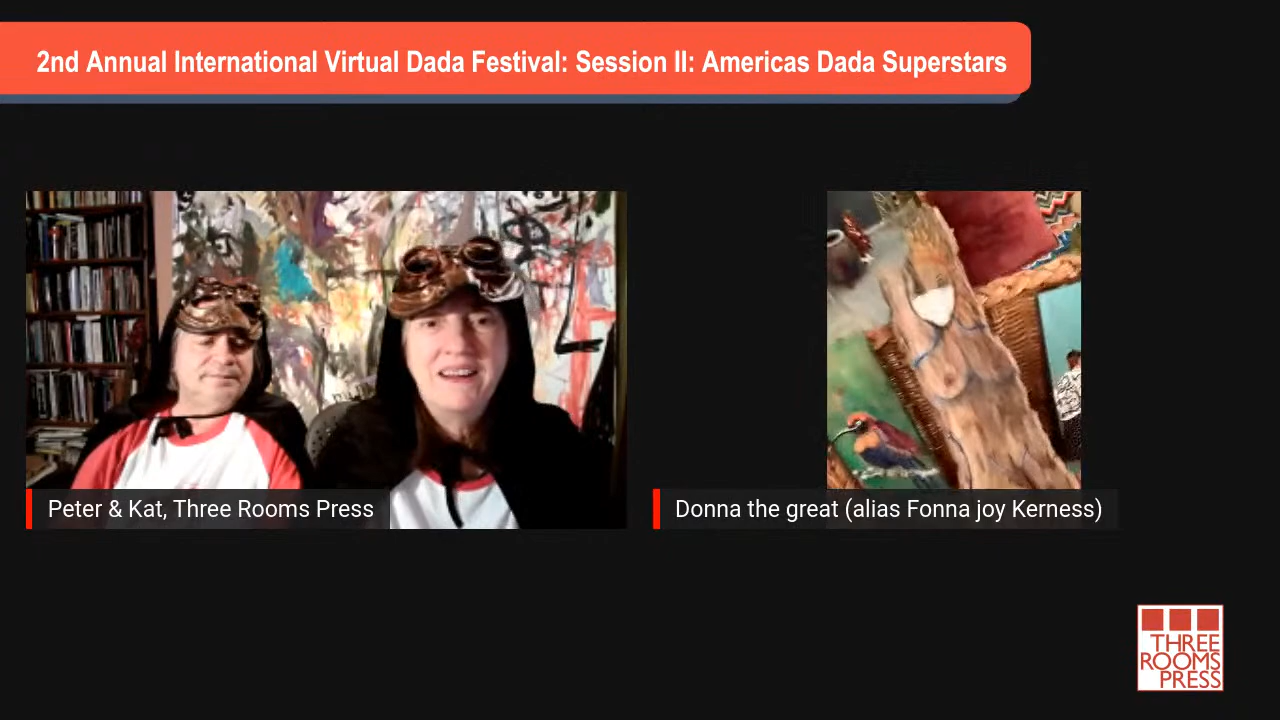 2nd Annual International Virtual Dada Festival: Session II: Americas Dada Superstars
Peter & Kat, Three Rooms Press
Donna the great (alias Fonna joy Kerness)
THREE
ROOMS
PRESS